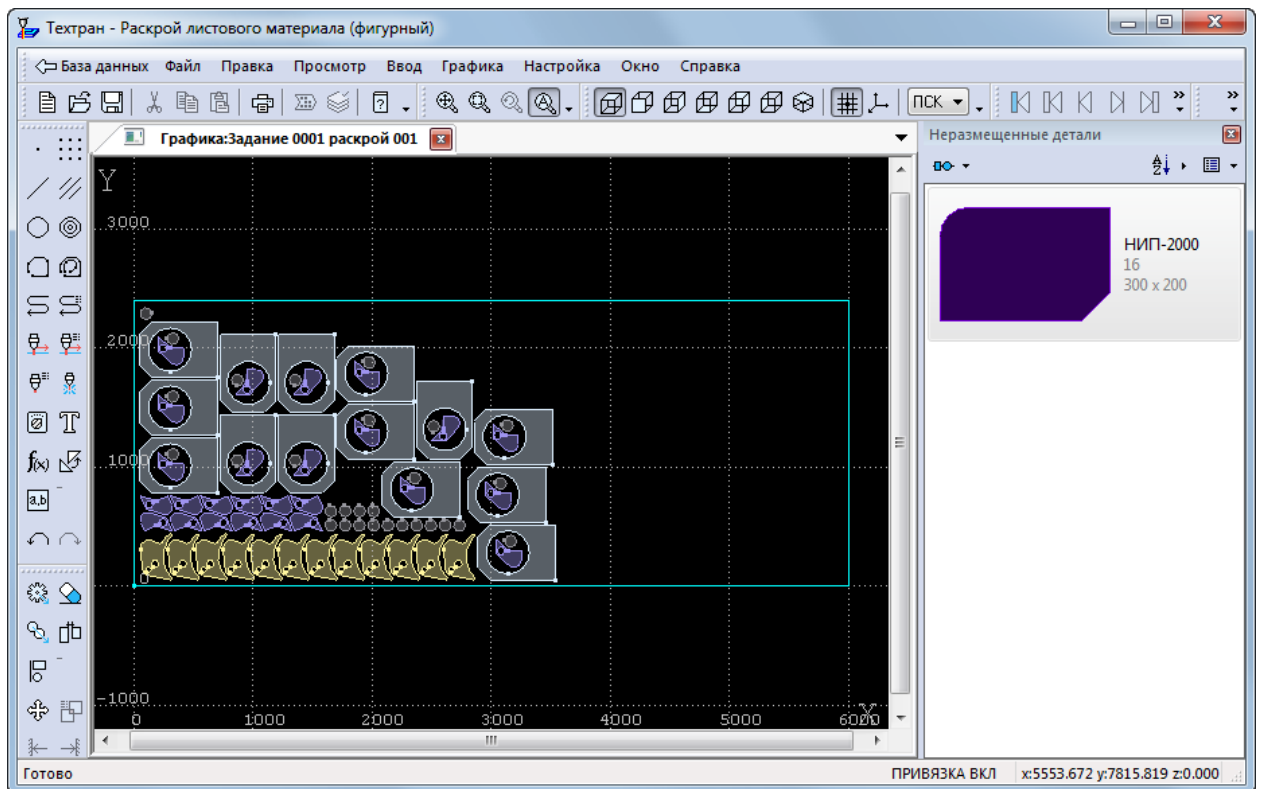 Техтран - Раскрой листового материала (фигурный)
База данных Файл Правка Просмотр Ввод Графика Настройка Окно Справка
ПСК
Графика:Задание 0001 раскрой 001
Неразмещенные детали
Y
3000
2000
1000
0
-1000
0 1000 2000 3000 4000 5000 6000
X
НИП-2000
16
300 x 200
f(x)
T
a,b
Готово
ПРИВЯЗКА ВКЛ x:5553.672 y:7815.819 z:0.000